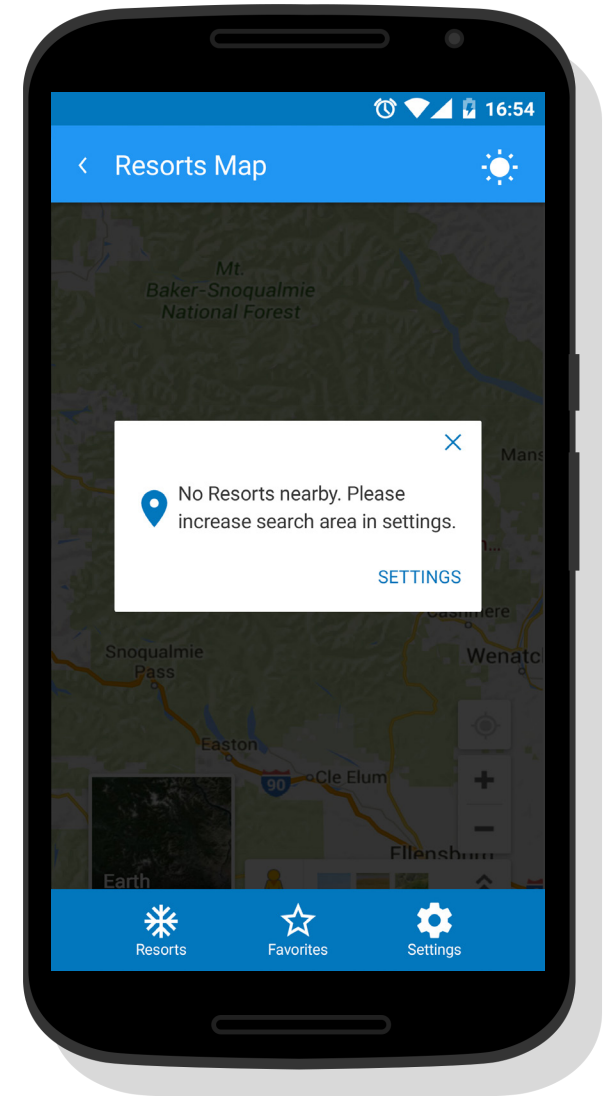 16:54
Resorts Map
Mt.
Baker-Snoqualmie
National Forest
Mans
No Resorts nearby. Please
increase search area in settings.
SETTINGS
Cashmere
Snoqualmie
Pass
Wenatc
Easton
90
Cle Elum
Ellensburg
Earth
Resorts
Favorites
Settings